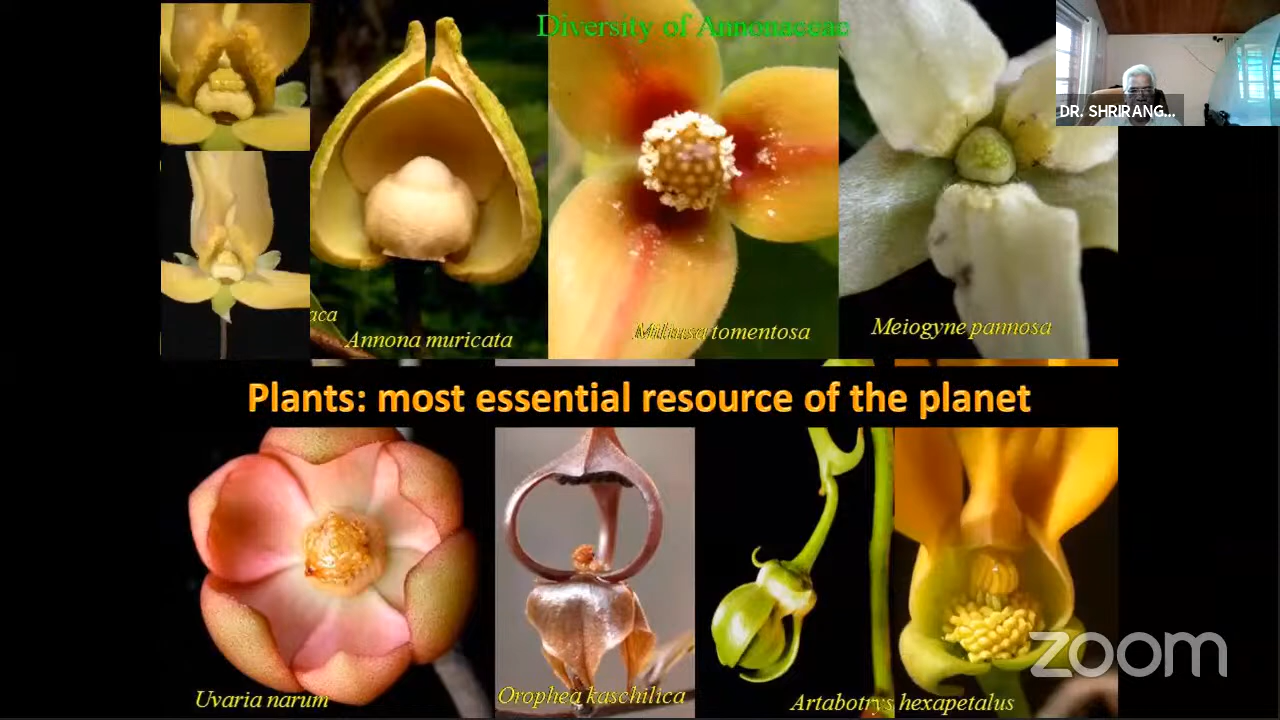 Diversity of Annonaceae
DR. SHRIRANG...
aca
Annona muricata
Miliusa tomentosa
Meiogyne pannosa
Plants: most essential resource of the planet
Uvaria narum
Orophea kaschilica
Artabotrys hexapetalus
zoom